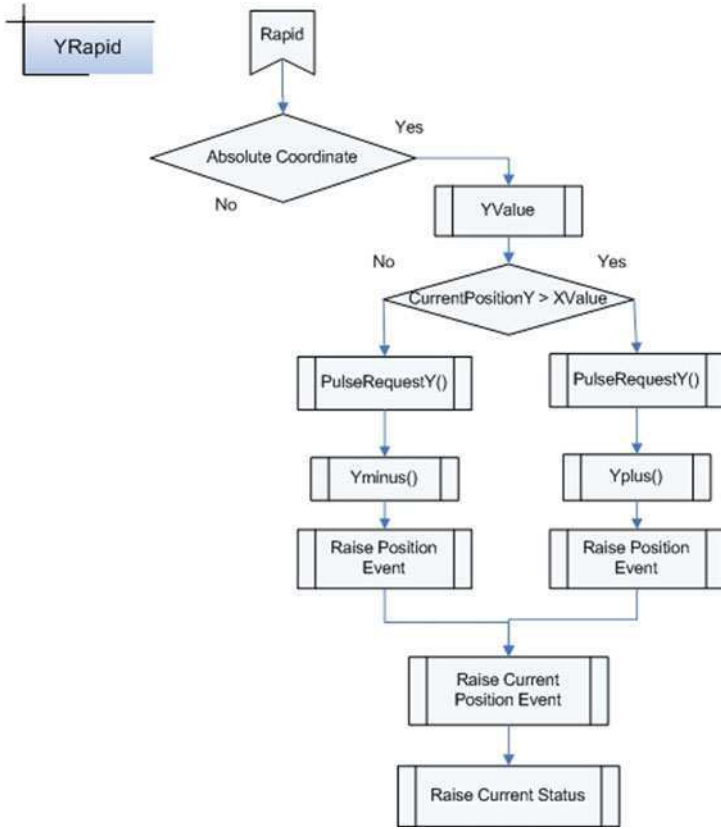 YRapid
Rapid
Absolute Coordinate
Yes
No
YValue
No
Yes
CurrentPositionY > XValue
PulseRequestY()
PulseRequestY()
Yminus()
Yplus()
Raise Position
Event
Raise Position
Event
Raise Current
Position Event
Raise Current Status